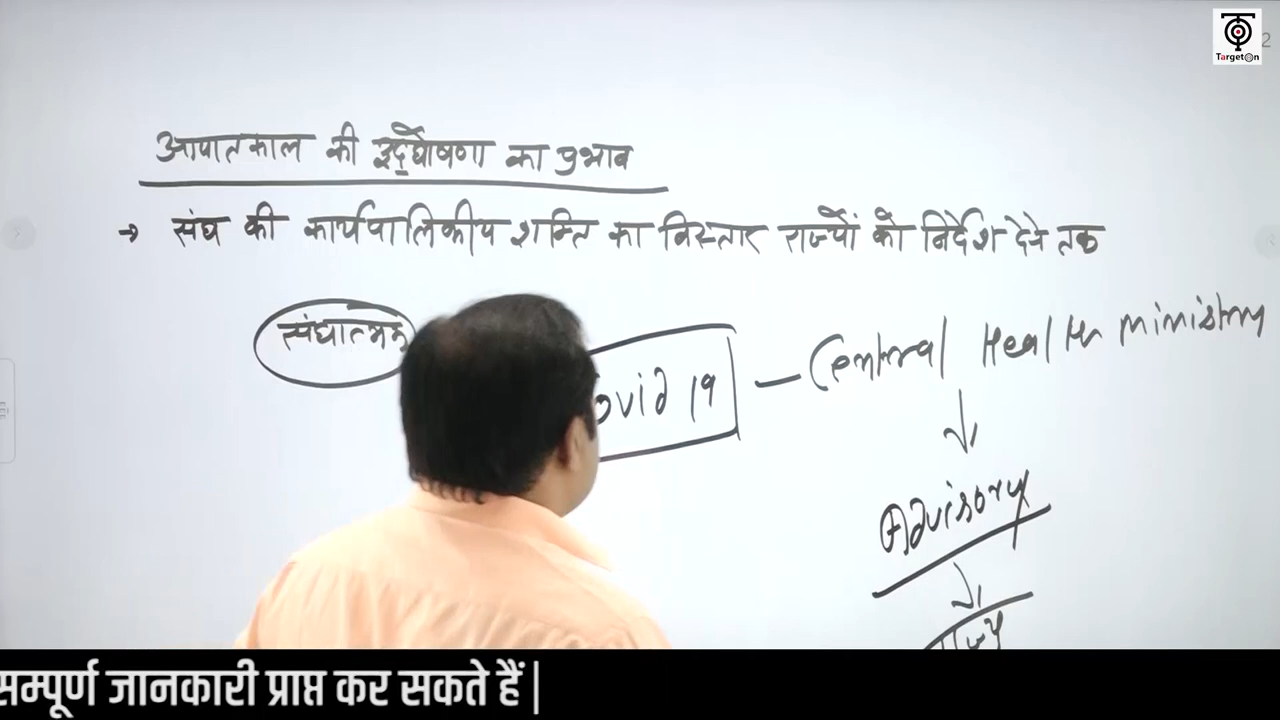 TargetOn
2
आपातकाल की उद्घोषणा का प्रभाव
→ संघ की कार्यपालिकीय शक्ति का विस्तार राज्यों को निर्देश देने तक
संघात्मक
ovid 19 — Central Health ministry
↓
Advisory
↓
राज्य
सम्पूर्ण जानकारी प्राप्त कर सकते हैं |